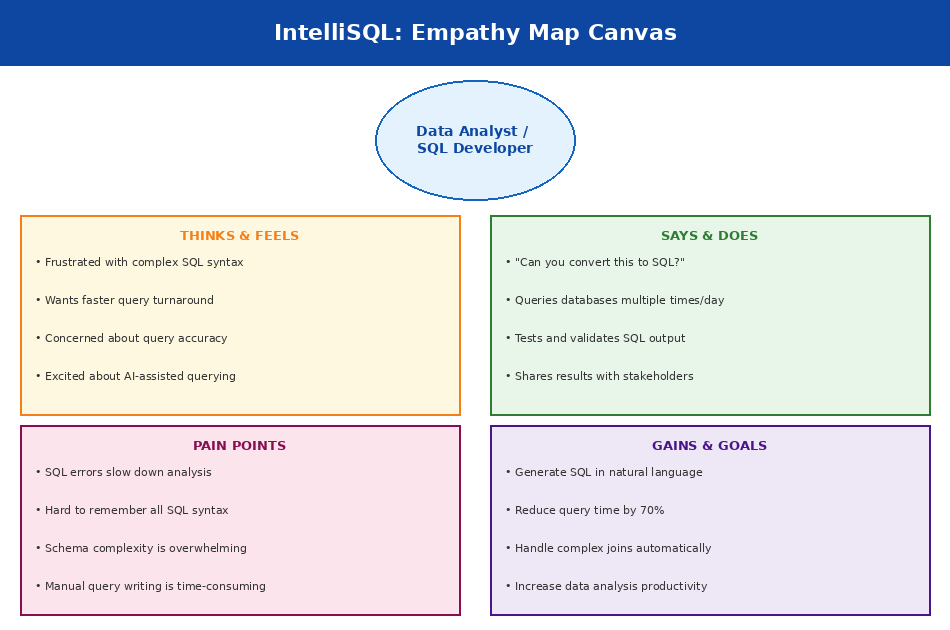 IntelliSQL: Empathy Map Canvas
Data Analyst /
SQL Developer
THINKS & FEELS
• Frustrated with complex SQL syntax
• Wants faster query turnaround
• Concerned about query accuracy
• Excited about AI-assisted querying
SAYS & DOES
• "Can you convert this to SQL?"
• Queries databases multiple times/day
• Tests and validates SQL output
• Shares results with stakeholders
PAIN POINTS
• SQL errors slow down analysis
• Hard to remember all SQL syntax
• Schema complexity is overwhelming
• Manual query writing is time-consuming
GAINS & GOALS
• Generate SQL in natural language
• Reduce query time by 70%
• Handle complex joins automatically
• Increase data analysis productivity